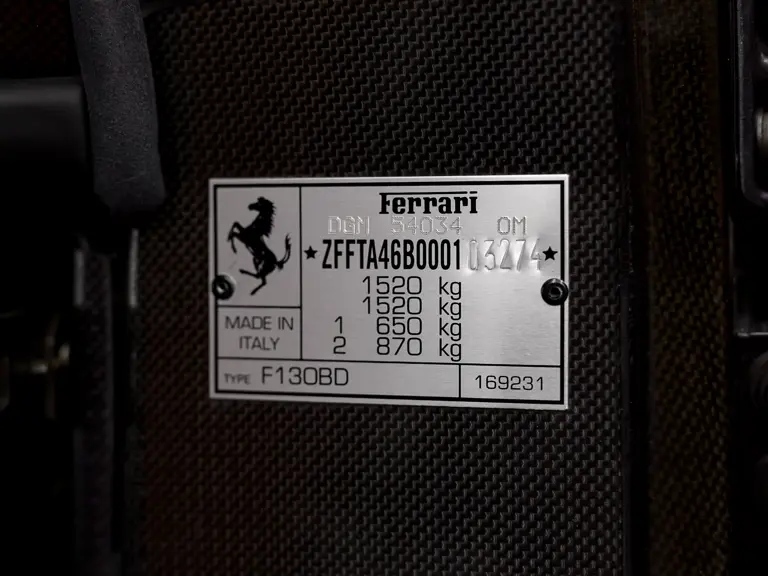 Ferrari
DGM 54034 OM
★ZFFTA46B000103274★
1520 kg
1520 kg
1 650 kg
2 870 kg
MADE IN
ITALY
TYPE F130BD
169231